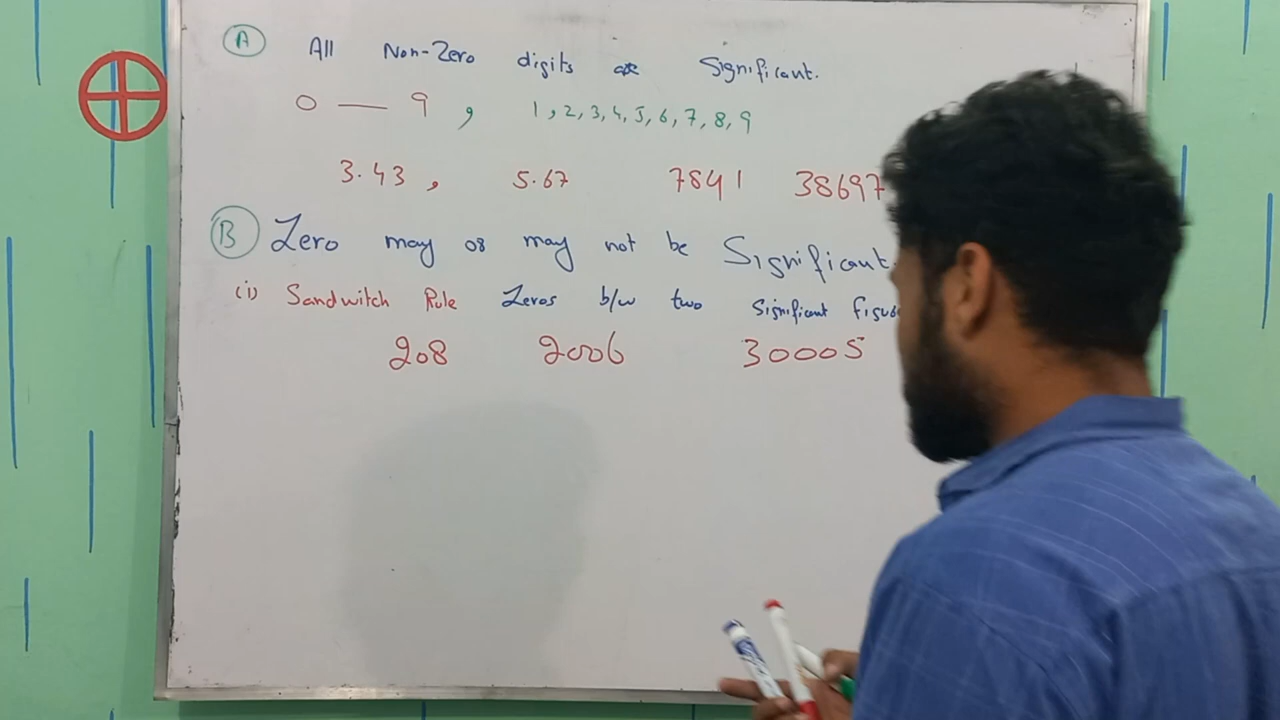 A All Non-Zero digits are Significant.
0 — 9 , 1,2,3,4,5,6,7,8,9
3.43 , 5.67 7841 38697
B Zero may or may not be Significant.
(i) Sandwitch Rule Zeros b/w two Significant
208 2006 30005